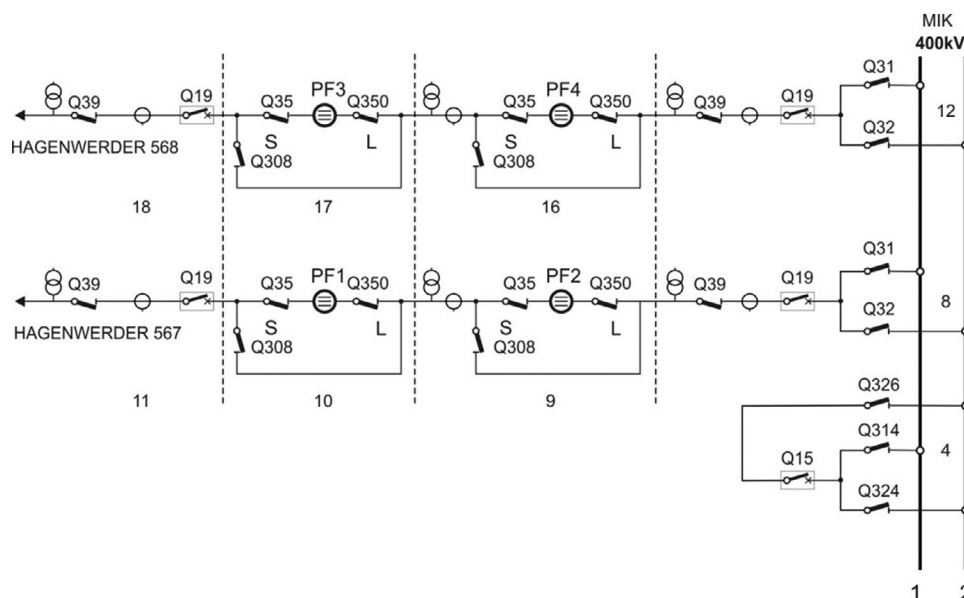 MIK
400kV
Q39 Q19 Q35 PF3 Q350 Q35 PF4 Q350 Q39 Q19 Q31
12
HAGENWERDER 568 S Q308 L S Q308 L Q32
18 17 16
Q39 Q19 Q35 PF1 Q350 Q35 PF2 Q350 Q39 Q19 Q31
8
HAGENWERDER 567 S Q308 L S Q308 L Q32
11 10 9
Q326
Q314 4
Q15
Q324
1 2